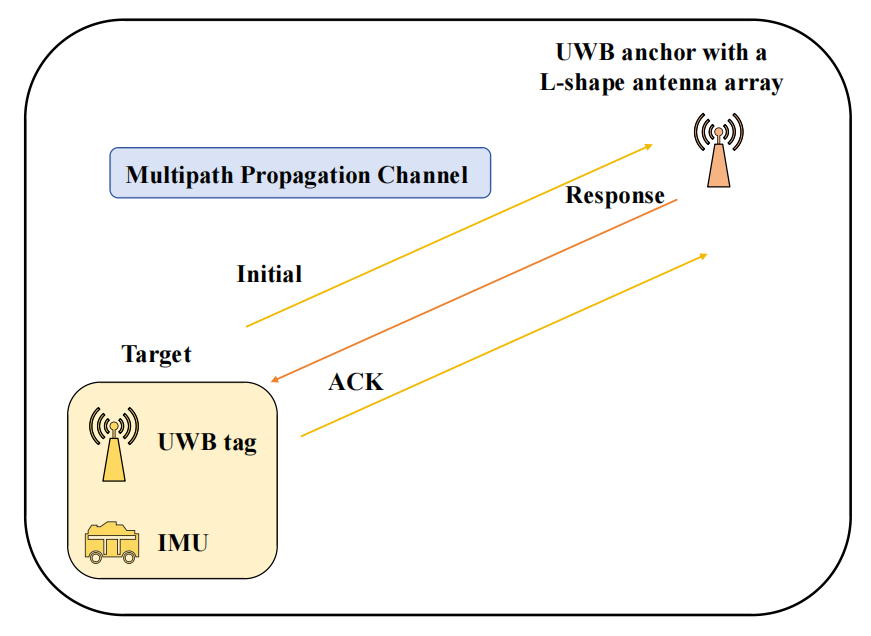 UWB anchor with a
L-shape antenna array
Multipath Propagation Channel
Response
Initial
Target
ACK
UWB tag
IMU